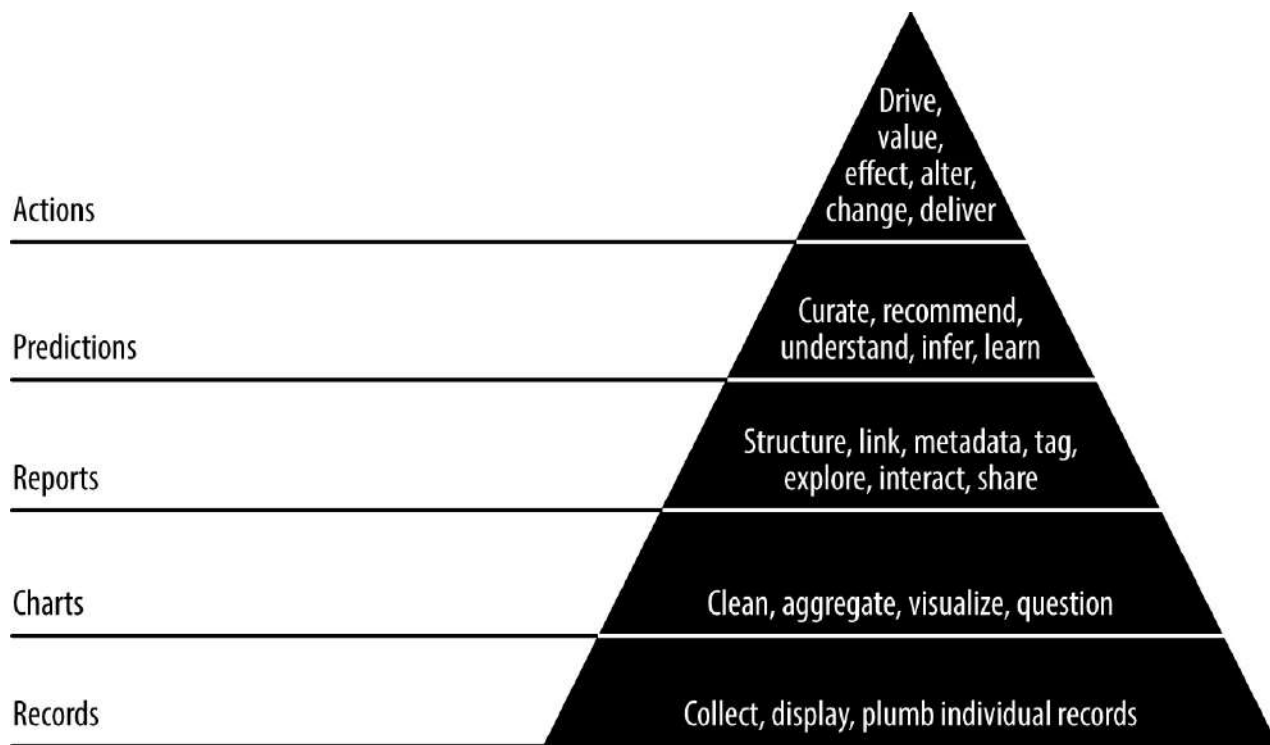 Drive,
value,
effect, alter,
change, deliver
Actions
Curate, recommend,
understand, infer, learn
Predictions
Structure, link, metadata, tag,
explore, interact, share
Reports
Clean, aggregate, visualize, question
Charts
Collect, display, plumb individual records
Records